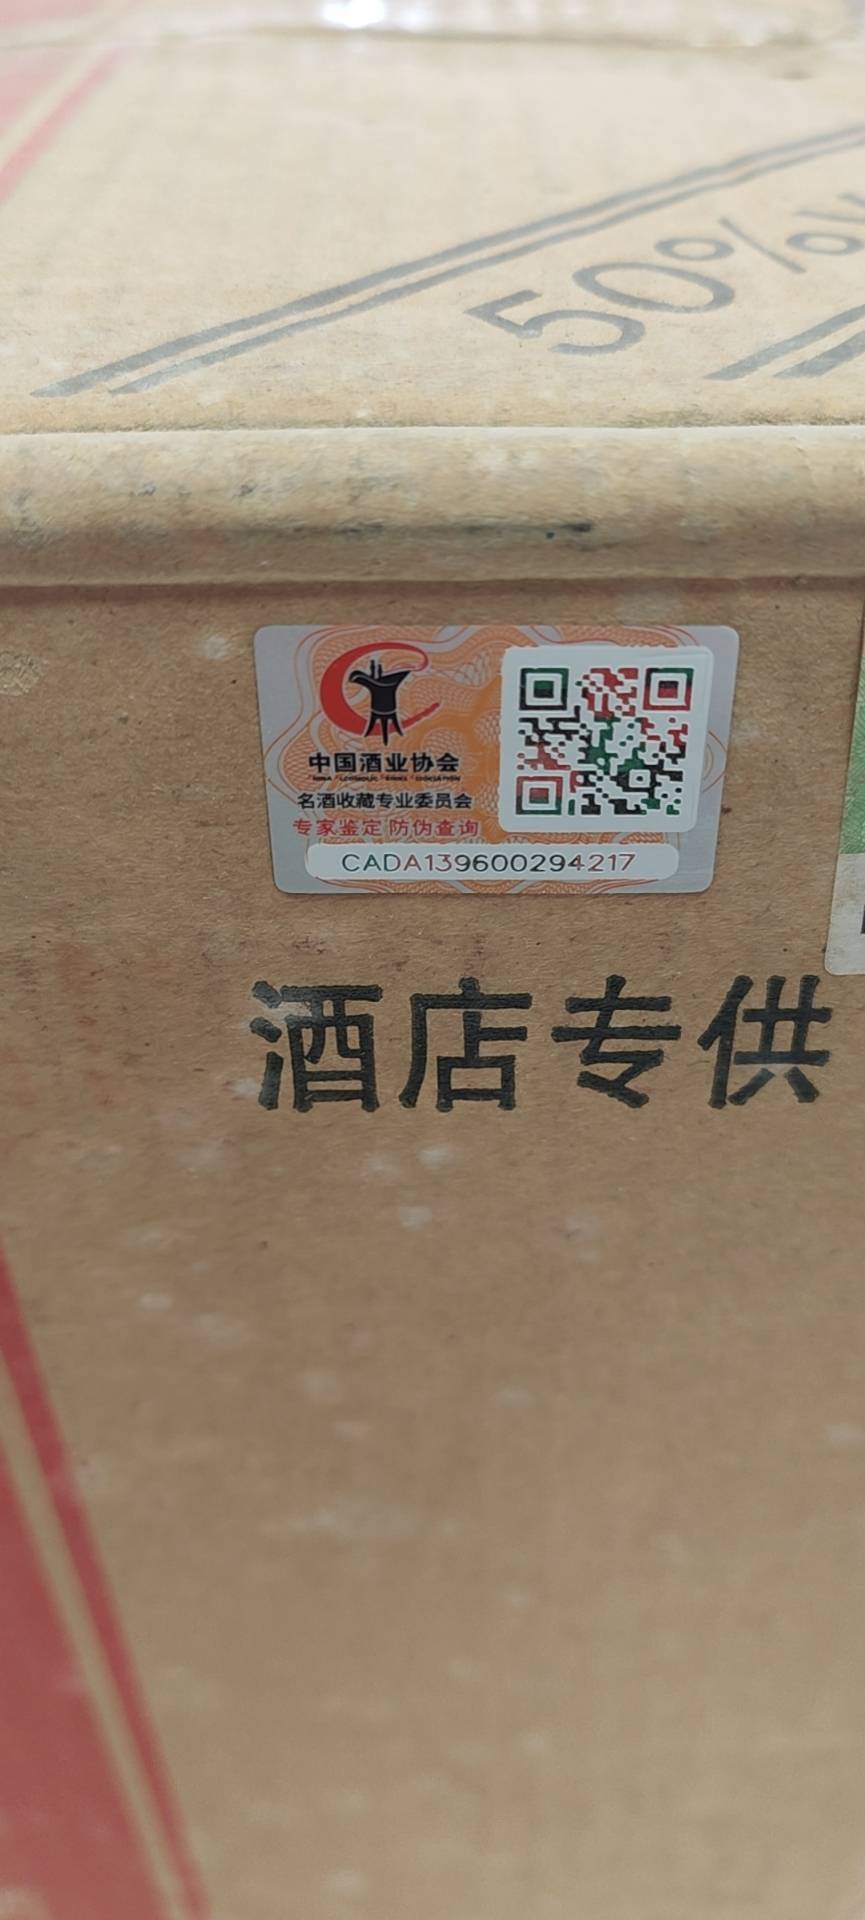 50%
中国酒业协会
名酒收藏专业委员会
专家鉴定 防伪查询
CADA139600294217
酒店专供